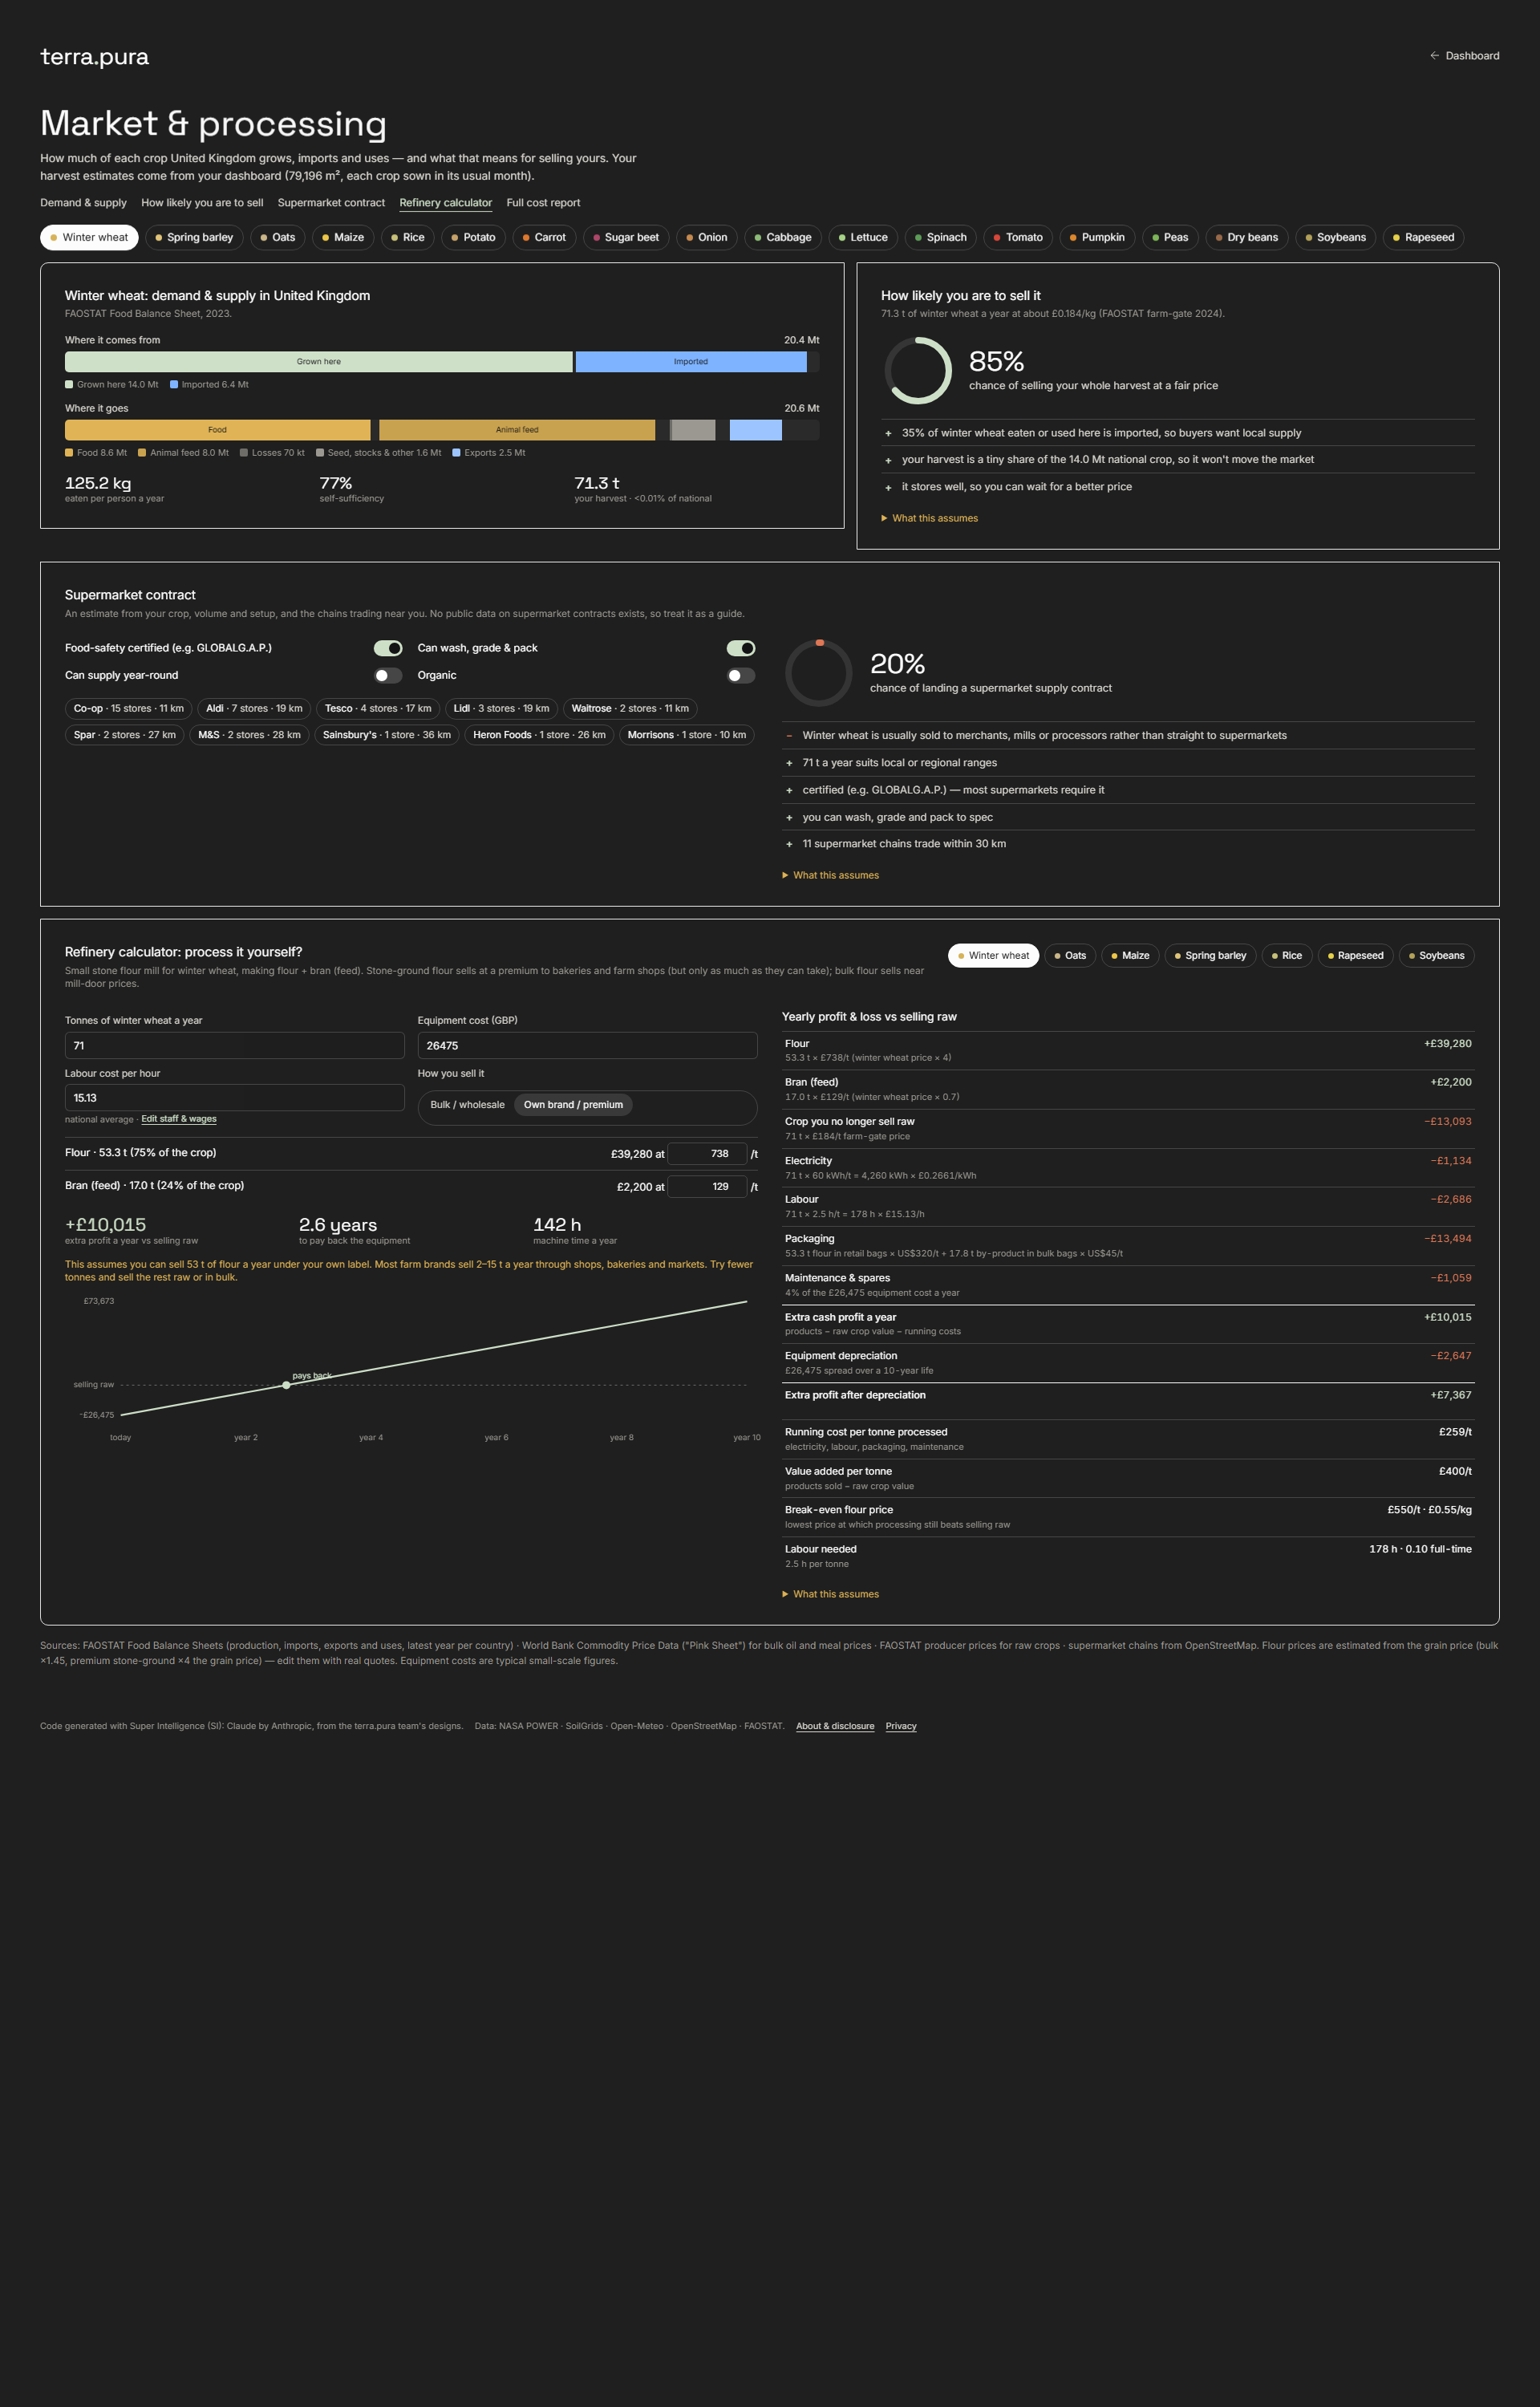 terra.pura
← Dashboard
Market & processing
How much of each crop United Kingdom grows, imports and uses — and what that means for selling yours. Your
harvest estimates come from your dashboard (79,196 m², each crop sown in its usual month).
Demand & supply How likely you are to sell Supermarket contract Refinery calculator Full cost report
Winter wheat Spring barley Oats Maize Rice Potato Carrot Sugar beet Onion Cabbage Lettuce Spinach Tomato Pumpkin Peas Dry beans Soybeans Rapeseed
Winter wheat: demand & supply in United Kingdom
FAOSTAT Food Balance Sheet, 2023.
Where it comes from 20.4 Mt
Grown here Imported
Grown here 14.0 Mt Imported 6.4 Mt
Where it goes 20.6 Mt
Food Animal feed
Food 8.6 Mt Animal feed 8.0 Mt Losses 70 kt Seed, stocks & other 1.6 Mt Exports 2.5 Mt
125.2 kg 77% 71.3 t
eaten per person a year self-sufficiency your harvest · <0.01% of national
How likely you are to sell it
71.3 t of winter wheat a year at about £0.184/kg (FAOSTAT farm-gate 2024).
85%
chance of selling your whole harvest at a fair price
+ 35% of winter wheat eaten or used here is imported, so buyers want local supply
+ your harvest is a tiny share of the 14.0 Mt national crop, so it won't move the market
+ it stores well, so you can wait for a better price
▶ What this assumes
Supermarket contract
An estimate from your crop, volume and setup, and the chains trading near you. No public data on supermarket contracts exists, so treat it as a guide.
Food-safety certified (e.g. GLOBALG.A.P.) Can wash, grade & pack
Can supply year-round Organic
Co-op · 15 stores · 11 km Aldi · 7 stores · 19 km Tesco · 4 stores · 17 km Lidl · 3 stores · 19 km Waitrose · 2 stores · 11 km
Spar · 2 stores · 27 km M&S · 2 stores · 28 km Sainsbury's · 1 store · 36 km Heron Foods · 1 store · 26 km Morrisons · 1 store · 10 km
20%
chance of landing a supermarket supply contract
− Winter wheat is usually sold to merchants, mills or processors rather than straight to supermarkets
+ 71 t a year suits local or regional ranges
+ certified (e.g. GLOBALG.A.P.) — most supermarkets require it
+ you can wash, grade and pack to spec
+ 11 supermarket chains trade within 30 km
▶ What this assumes
Refinery calculator: process it yourself?
Small stone flour mill for winter wheat, making flour + bran (feed). Stone-ground flour sells at a premium to bakeries and farm shops (but only as much as they can take); bulk flour sells near
mill-door prices.
Winter wheat Oats Maize Spring barley Rice Rapeseed Soybeans
Tonnes of winter wheat a year Equipment cost (GBP)
71 26475
Labour cost per hour How you sell it
15.13 Bulk / wholesale Own brand / premium
national average · Edit staff & wages
Flour · 53.3 t (75% of the crop) £39,280 at 738 /t
Bran (feed) · 17.0 t (24% of the crop) £2,200 at 129 /t
+£10,015 2.6 years 142 h
extra profit a year vs selling raw to pay back the equipment machine time a year
This assumes you can sell 53 t of flour a year under your own label. Most farm brands sell 2–15 t a year through shops, bakeries and markets. Try fewer
tonnes and sell the rest raw or in bulk.
£73,673
pays back
selling raw
−£26,475
today year 2 year 4 year 6 year 8 year 10
Yearly profit & loss vs selling raw
Flour +£39,280
53.3 t × £738/t (winter wheat price × 4)
Bran (feed) +£2,200
17.0 t × £129/t (winter wheat price × 0.7)
Crop you no longer sell raw −£13,093
71 t × £184/t farm-gate price
Electricity −£1,134
71 t × 60 kWh/t = 4,260 kWh × £0.2661/kWh
Labour −£2,686
71 t × 2.5 h/t = 178 h × £15.13/h
Packaging −£13,494
53.3 t flour in retail bags × US$320/t + 17.8 t by-product in bulk bags × US$45/t
Maintenance & spares −£1,059
4% of the £26,475 equipment cost a year
Extra cash profit a year +£10,015
products − raw crop value − running costs
Equipment depreciation −£2,647
£26,475 spread over a 10-year life
Extra profit after depreciation +£7,367
Running cost per tonne processed £259/t
electricity, labour, packaging, maintenance
Value added per tonne £400/t
products sold − raw crop value
Break-even flour price £550/t · £0.55/kg
lowest price at which processing still beats selling raw
Labour needed 178 h · 0.10 full-time
2.5 h per tonne
▶ What this assumes
Sources: FAOSTAT Food Balance Sheets (production, imports, exports and uses, latest year per country) · World Bank Commodity Price Data ("Pink Sheet") for bulk oil and meal prices · FAOSTAT producer prices for raw crops · supermarket chains from OpenStreetMap. Flour prices are estimated from the grain price (bulk
×1.45, premium stone-ground ×4 the grain price) — edit them with real quotes. Equipment costs are typical small-scale figures.
Code generated with Super Intelligence (SI): Claude by Anthropic, from the terra.pura team's designs. Data: NASA POWER · SoilGrids · Open-Meteo · OpenStreetMap · FAOSTAT. About & disclosure Privacy